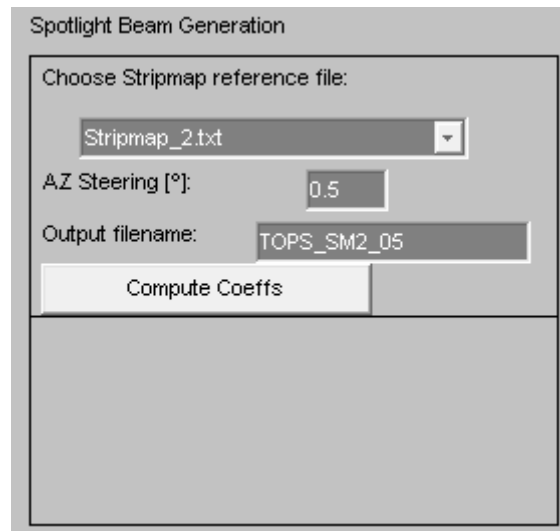 Spotlight Beam Generation
Choose Stripmap reference file:
Stripmap_2.txt
AZ Steering [º]: 0.5
Output filename: TOPS_SM2_05
Compute Coeffs